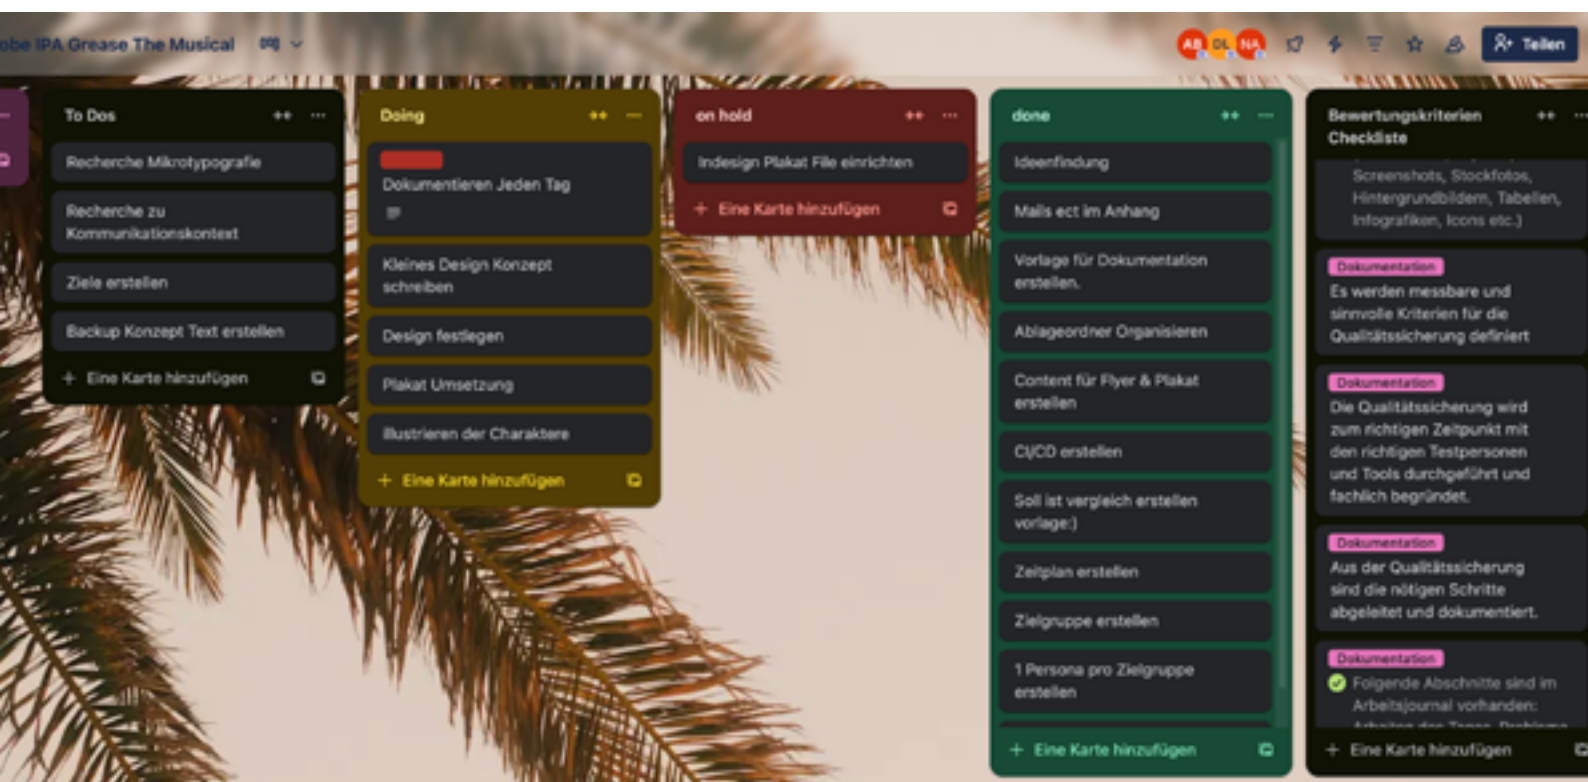 obe IPA Grease The Musical
AB DL NA
Teilen
To Dos
Recherche Mikrotypografie
Recherche zu
Kommunikationskontext
Ziele erstellen
Backup Konzept Text erstellen
+ Eine Karte hinzufügen
Doing
Dokumentieren Jeden Tag
Kleines Design Konzept
schreiben
Design festlegen
Plakat Umsetzung
Illustrieren der Charaktere
+ Eine Karte hinzufügen
on hold
Indesign Plakat File einrichten
+ Eine Karte hinzufügen
done
Ideenfindung
Mails ect im Anhang
Vorlage für Dokumentation
erstellen.
Ablageordner Organisieren
Content für Flyer & Plakat
erstellen
CI/CD erstellen
Soll ist vergleich erstellen
vorlage:)
Zeitplan erstellen
Zielgruppe erstellen
1 Persona pro Zielgruppe
erstellen
+ Eine Karte hinzufügen
Bewertungskriterien
Checkliste
Screenshots, Stockfotos,
Hintergrundbildern, Tabellen,
Infografiken, Icons etc.)
Dokumentation
Es werden messbare und
sinnvolle Kriterien für die
Qualitätssicherung definiert
Dokumentation
Die Qualitätssicherung wird
zum richtigen Zeitpunkt mit
den richtigen Testpersonen
und Tools durchgeführt und
fachlich begründet.
Dokumentation
Aus der Qualitätssicherung
sind die nötigen Schritte
abgeleitet und dokumentiert.
Dokumentation
Folgende Abschnitte sind im
Arbeitsjournal vorhanden:
+ Eine Karte hinzufügen